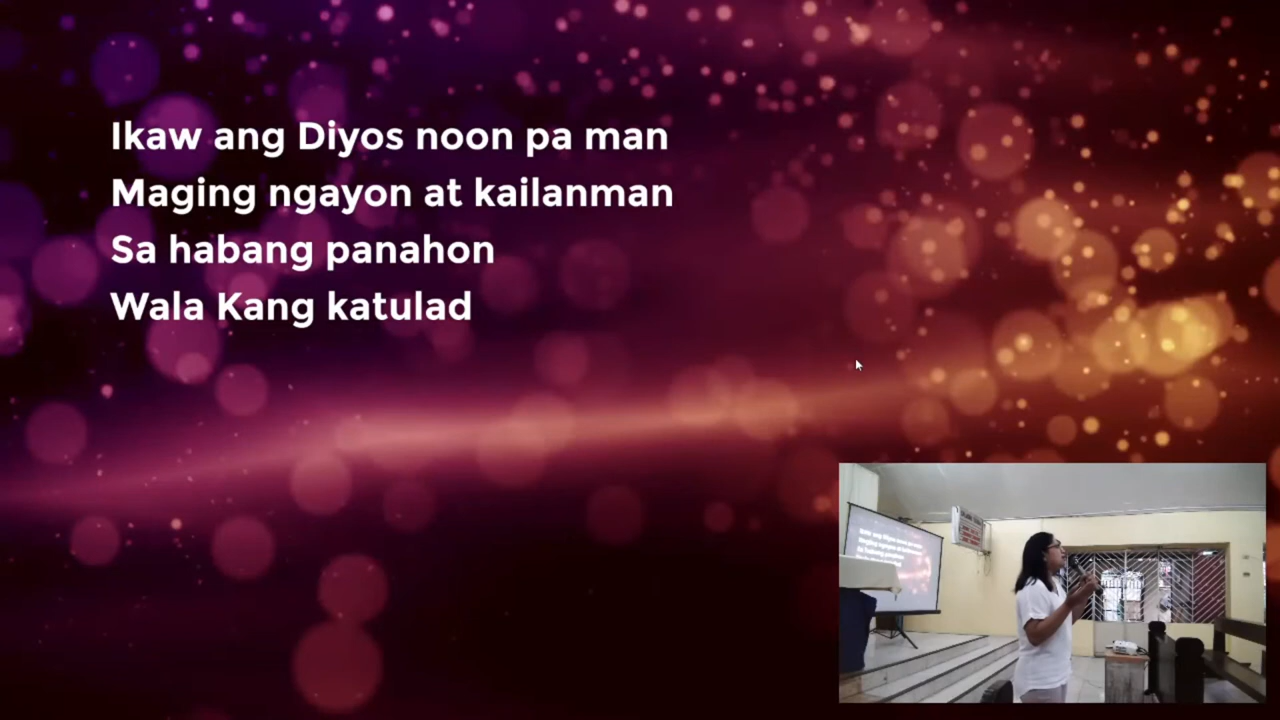 Ikaw ang Diyos noon pa man
Maging ngayon at kailanman
Sa habang panahon
Wala Kang katulad